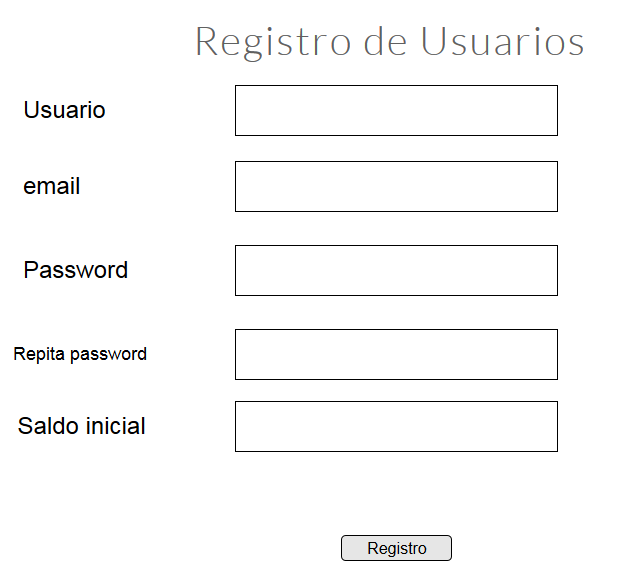 Registro de Usuarios
Usuario
email
Password
Repita password
Saldo inicial
Registro